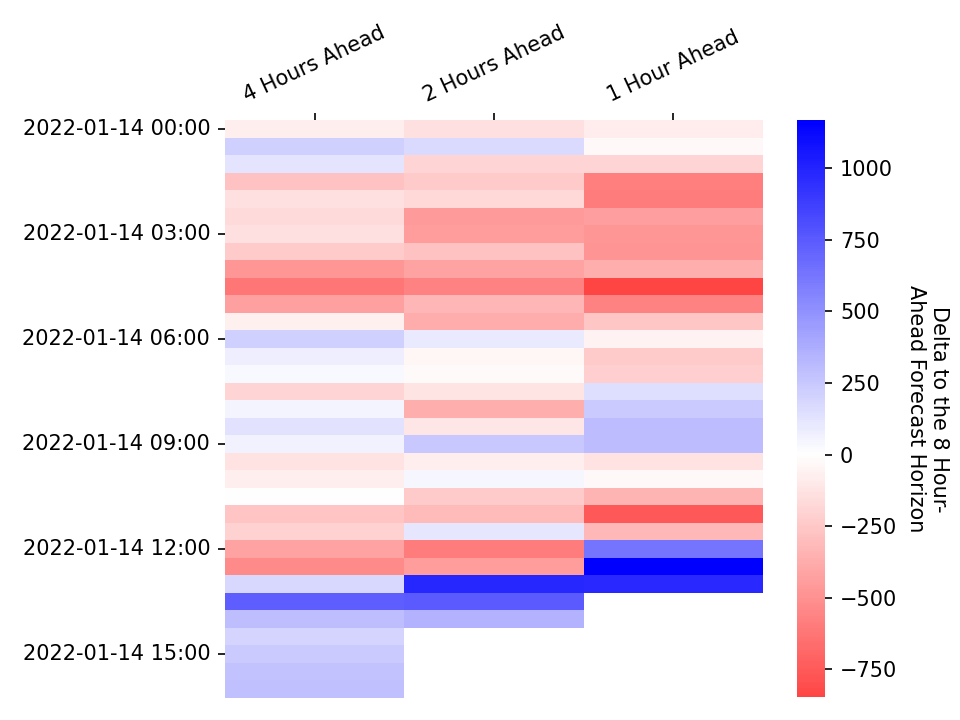 4 Hours Ahead
2 Hours Ahead
1 Hour Ahead
2022-01-14 00:00
2022-01-14 03:00
2022-01-14 06:00
2022-01-14 09:00
2022-01-14 12:00
2022-01-14 15:00
1000
750
500
250
0
−250
−500
−750
Delta to the 8 Hour-
Ahead Forecast Horizon